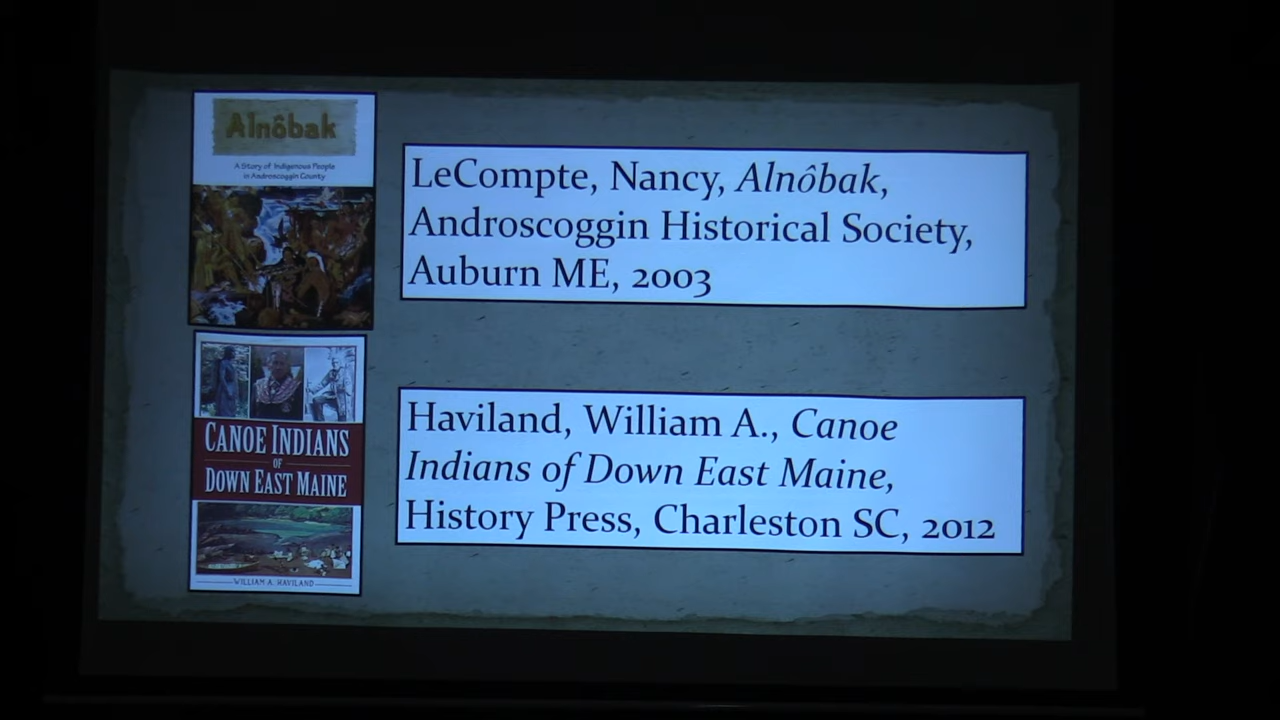 Alnôbak
A Story of Indigenous People
in Androscoggin County
LeCompte, Nancy, Alnôbak,
Androscoggin Historical Society,
Auburn ME, 2003
CANOE INDIANS
OF
DOWN EAST MAINE
WILLIAM A. HAVILAND
Haviland, William A., Canoe
Indians of Down East Maine,
History Press, Charleston SC, 2012